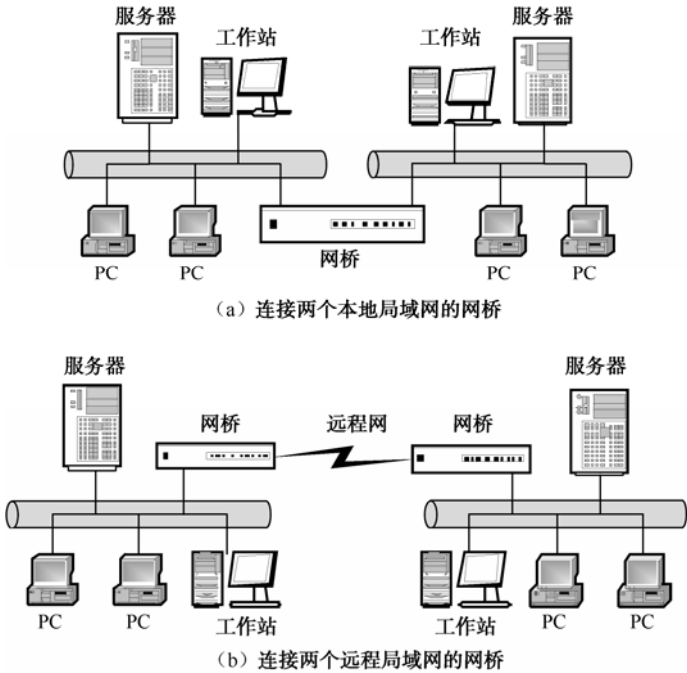 服务器
工作站
工作站
服务器
PC
PC
网桥
PC
PC
（a）连接两个本地局域网的网桥
服务器
网桥
远程网
网桥
服务器
PC
PC
工作站
工作站
PC
PC
（b）连接两个远程局域网的网桥